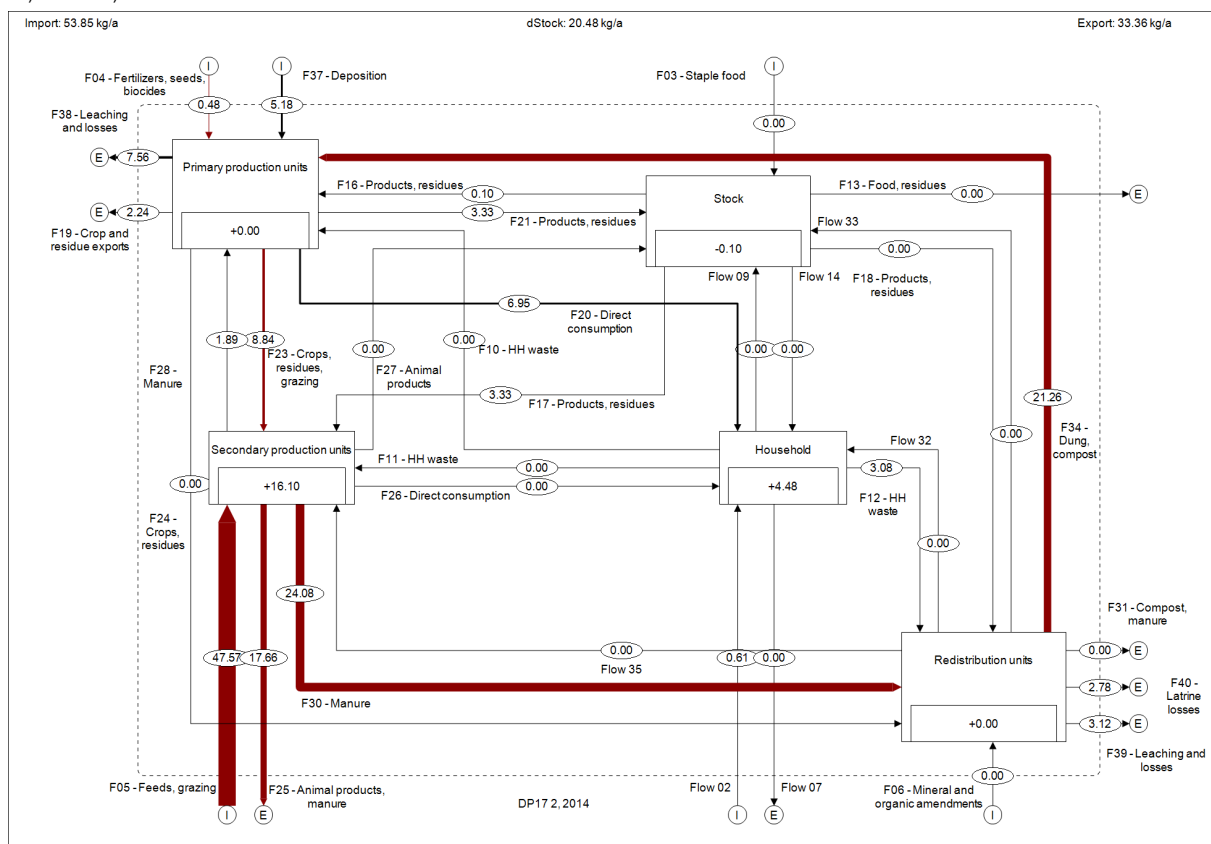 Import: 53.85 kg/a
dStock: 20.48 kg/a
Export: 33.36 kg/a
I
I
I
F04 - Fertilizers, seeds,
biocides
F37 - Deposition
F03 - Staple food
0.48
5.18
0.00
F38 - Leaching
and losses
E
7.56
Primary production units
+0.00
E
2.24
F19 - Crop and
residue exports
F16 - Products, residues
0.10
3.33
F21 - Products, residues
Stock
-0.10
F13 - Food, residues
0.00
E
Flow 33
0.00
F18 - Products,
residues
Flow 09
Flow 14
6.95
F20 - Direct
consumption
1.89
8.84
F23 - Crops,
residues,
grazing
0.00
F27 - Animal
products
0.00
F10 - HH waste
0.00
0.00
F28 -
Manure
3.33
F17 - Products, residues
21.26
F34 -
Dung,
compost
0.00
Secondary production units
+16.10
F11 - HH waste
0.00
0.00
F26 - Direct consumption
Household
+4.48
Flow 32
3.08
F12 - HH
waste
0.00
0.00
F24 -
Crops,
residues
24.08
47.57
17.66
0.00
Flow 35
0.61
0.00
F30 - Manure
Redistribution units
+0.00
F31 - Compost,
manure
0.00
E
2.78
E
F40 -
Latrine
losses
3.12
E
F39 - Leaching and
losses
0.00
F05 - Feeds, grazing
F25 - Animal products,
manure
Flow 02
Flow 07
F06 - Mineral and
organic amendments
DP17 2, 2014
I
E
I
E
I